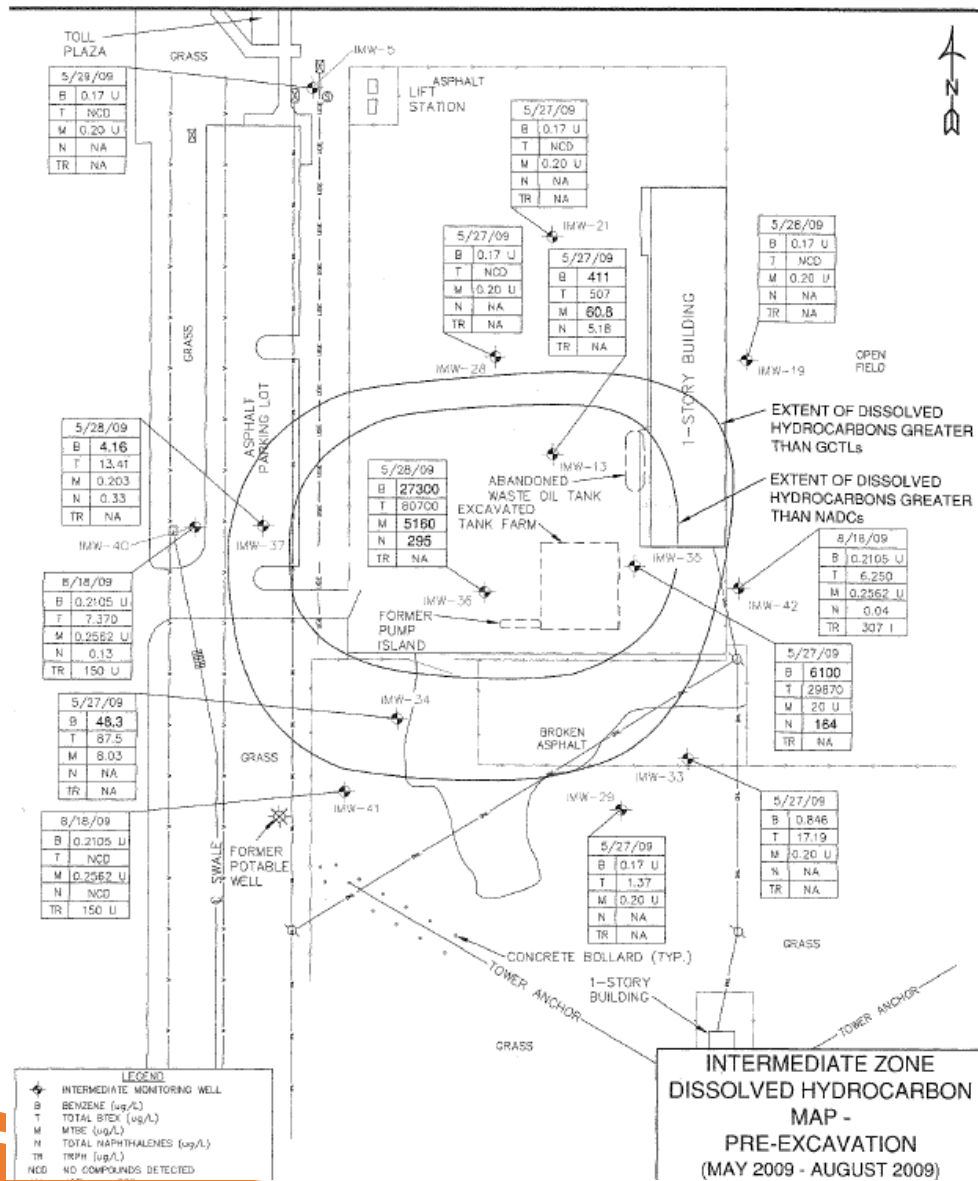 TOLL
PLAZA
GRASS
IMW-5
5/29/09
B 0.17 U
T NCD
M 0.20 U
N NA
TR NA
ASPHALT
LIFT
STATION
N
5/27/09
B 0.17 U
T NCD
M 0.20 U
N NA
TR NA
IMW-21
5/27/09
B 0.17 U
T NCD
M 0.20 U
N NA
TR NA
IMW-28
5/27/09
B 411
T 507
M 60.8
N 5.18
TR NA
IMW-13
1-STORY BUILDING
5/28/09
B 0.17 U
T NCD
M 0.20 U
N NA
TR NA
IMW-19
OPEN
FIELD
GRASS
ASPHALT
PARKING LOT
EXTENT OF DISSOLVED
HYDROCARBONS GREATER
THAN GCTLs
EXTENT OF DISSOLVED
HYDROCARBONS GREATER
THAN NADCs
5/28/09
B 4.16
T 13.41
M 0.203
N 0.33
TR NA
IMW-40
IMW-37
5/28/09
B 27300
T 80700
M 5160
N 295
TR NA
ABANDONED
WASTE OIL TANK
EXCAVATED
TANK FARM
IMW-35
IMW-36
FORMER
PUMP
ISLAND
8/18/09
B 0.2105 U
T 6.250
M 0.2562 U
N 0.04
TR 307 I
IMW-42
8/18/09
B 0.2105 U
T 7.370
M 0.2562 U
N 0.13
TR 150 U
5/27/09
B 6100
T 29870
M 20 U
N 164
TR NA
5/27/09
B 48.3
T 87.5
M 8.03
N NA
TR NA
IMW-34
GRASS
BROKEN
ASPHALT
IMW-33
IMW-41
IMW-29
8/18/09
B 0.2105 U
T NCD
M 0.2562 U
N NCD
TR 150 U
SWALE
FORMER
POTABLE
WELL
5/27/09
B 0.17 U
T 1.37
M 0.20 U
N NA
TR NA
5/27/09
B 0.846
T 17.19
M 0.20 U
N NA
TR NA
GRASS
CONCRETE BOLLARD (TYP.)
TOWER ANCHOR
1-STORY
BUILDING
TOWER ANCHOR
GRASS
LEGEND
INTERMEDIATE MONITORING WELL
B BENZENE (ug/L)
T TOTAL BTEX (ug/L)
M MTBE (ug/L)
N TOTAL NAPHTHALENES (ug/L)
TR TRPH (ug/L)
NCD NO COMPOUNDS DETECTED
INTERMEDIATE ZONE
DISSOLVED HYDROCARBON
MAP -
PRE-EXCAVATION
(MAY 2009 - AUGUST 2009)